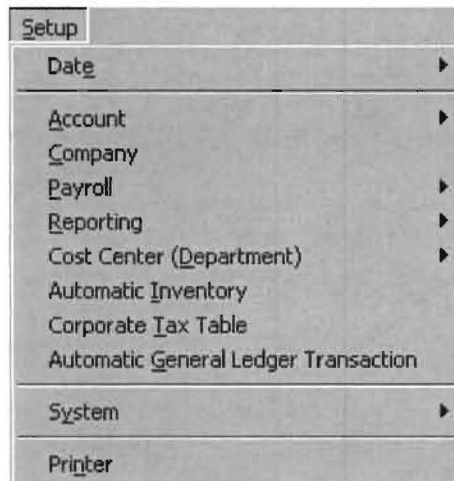 Setup
Date
Account
Company
Payroll
Reporting
Cost Center (Department)
Automatic Inventory
Corporate Tax Table
Automatic General Ledger Transaction
System
Printer